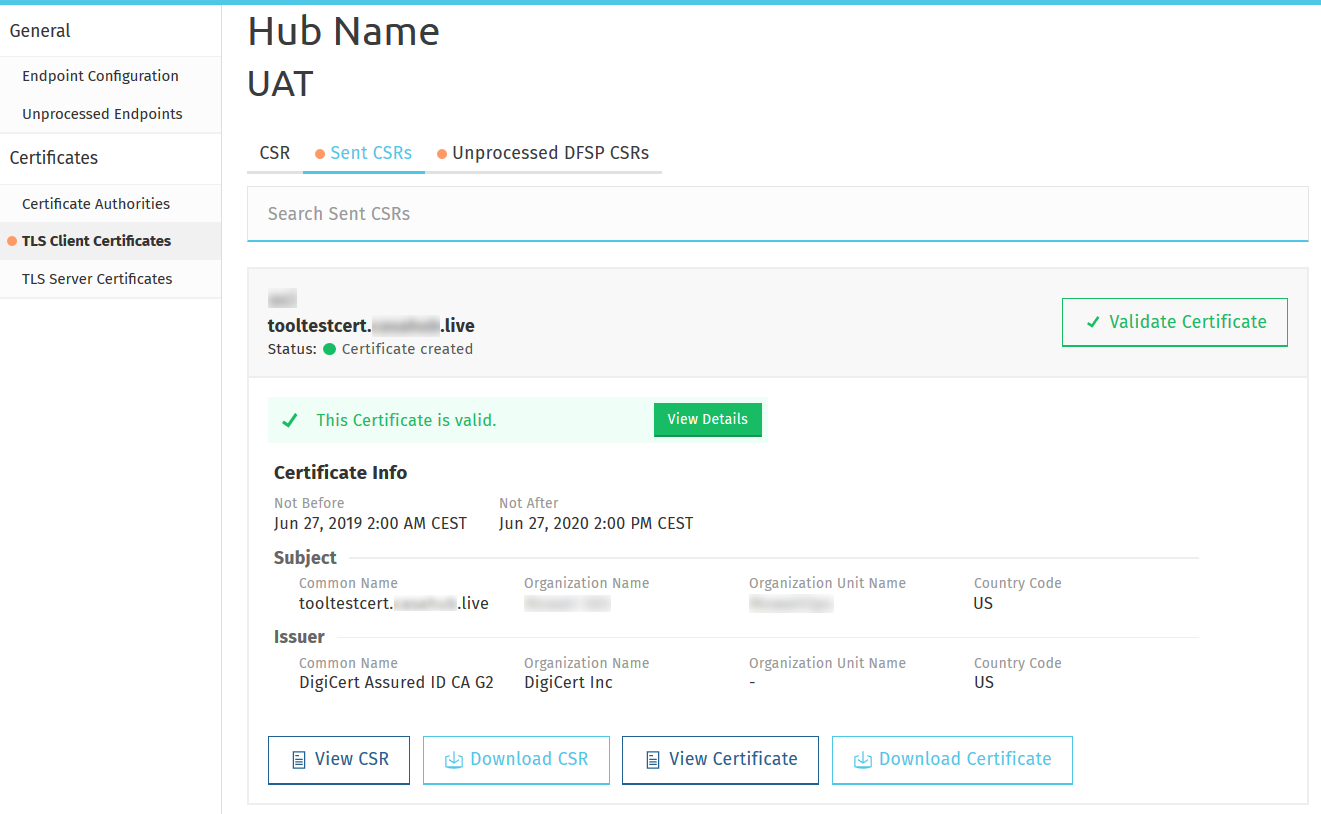 General
Endpoint Configuration
Unprocessed Endpoints
Certificates
Certificate Authorities
TLS Client Certificates
TLS Server Certificates
Hub Name
UAT
CSR Sent CSRs Unprocessed DFSP CSRs
Search Sent CSRs
tooltestcert. .live
Status: Certificate created
Validate Certificate
This Certificate is valid. View Details
Certificate Info
Not Before Not After
Jun 27, 2019 2:00 AM CEST Jun 27, 2020 2:00 PM CEST
Subject
Common Name Organization Name Organization Unit Name Country Code
tooltestcert. .live US
Issuer
Common Name Organization Name Organization Unit Name Country Code
DigiCert Assured ID CA G2 DigiCert Inc - US
View CSR Download CSR View Certificate Download Certificate